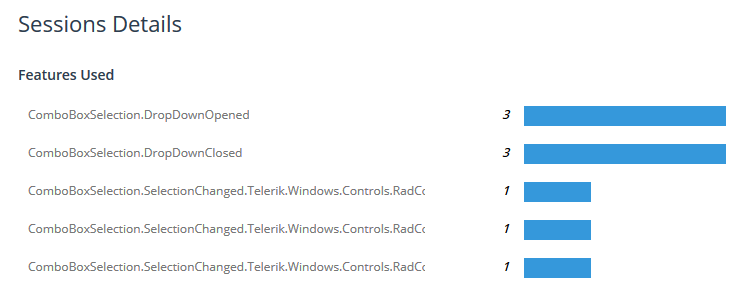 Sessions Details
Features Used
ComboBoxSelection.DropDownOpened 3
ComboBoxSelection.DropDownClosed 3
ComboBoxSelection.SelectionChanged.Telerik.Windows.Controls.RadCo 1
ComboBoxSelection.SelectionChanged.Telerik.Windows.Controls.RadCo 1
ComboBoxSelection.SelectionChanged.Telerik.Windows.Controls.RadCo 1